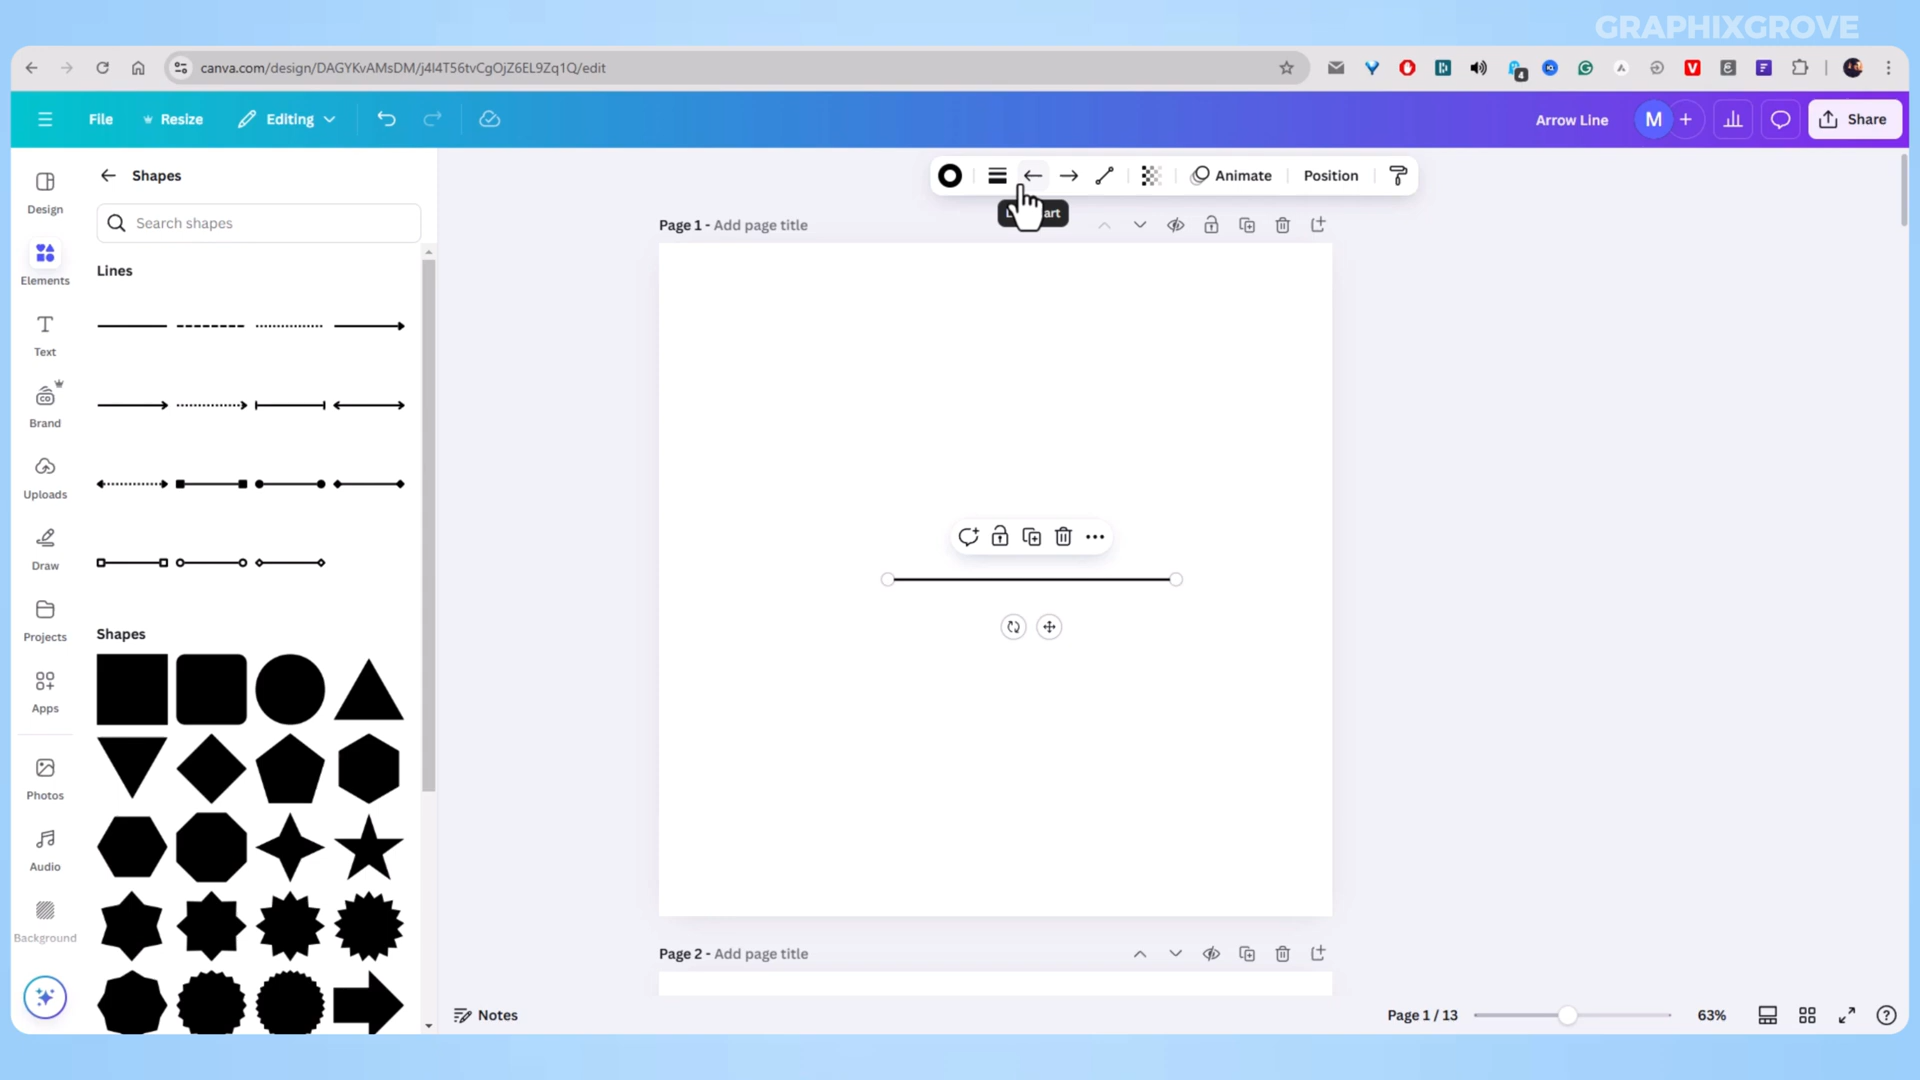 GRAPHIXGROVE
canva.com/design/DAGYKvAMsDM/j4l4T56tvCgOjZ6EL9Zq1Q/edit
4
File
Resize
Editing
Arrow Line
M
Share
Design
Elements
Text
Brand
Uploads
Draw
Projects
Apps
Photos
Audio
Background
Shapes
Search shapes
Lines
Shapes
Animate
Position
Page 1 - Add page title
Page 2 - Add page title
Notes
Page 1 / 13
63%